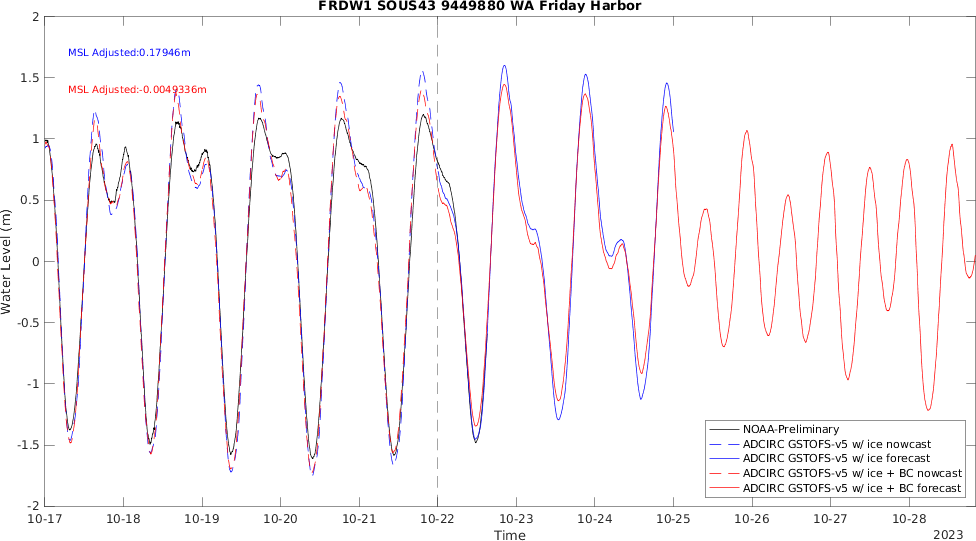 FRDW1 SOUS43 9449880 WA Friday Harbor
MSL Adjusted:0.17946m
MSL Adjusted:-0.0049336m
Water Level (m)
2
1.5
1
0.5
0
-0.5
-1
-1.5
-2
NOAA-Preliminary
ADCIRC GSTOFS-v5 w/ ice nowcast
ADCIRC GSTOFS-v5 w/ ice forecast
ADCIRC GSTOFS-v5 w/ ice + BC nowcast
ADCIRC GSTOFS-v5 w/ ice + BC forecast
10-17 10-18 10-19 10-20 10-21 10-22 10-23 10-24 10-25 10-26 10-27 10-28
Time
2023